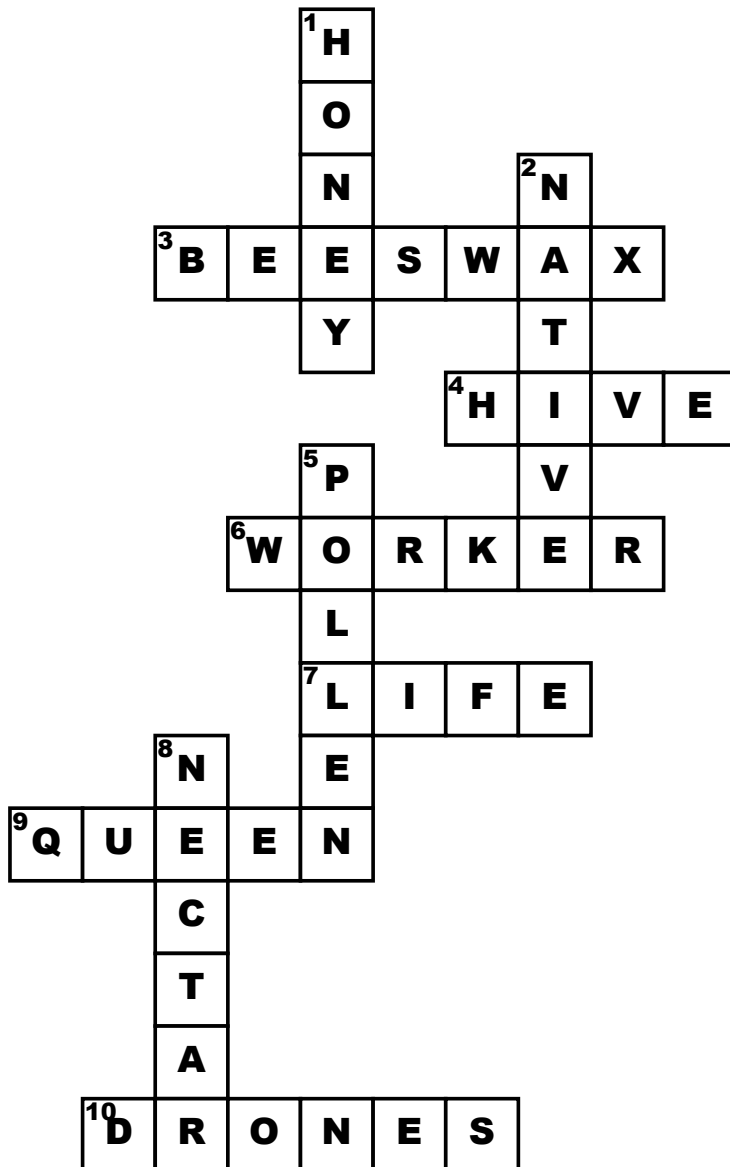 1 H
O
N 2 N
3 B E E S W A X
Y T
4 H I V E
5 P V
6 W O R K E R
L
7 L I F E
8 N E
9 Q U E E N
C
T
A
10 D R O N E S